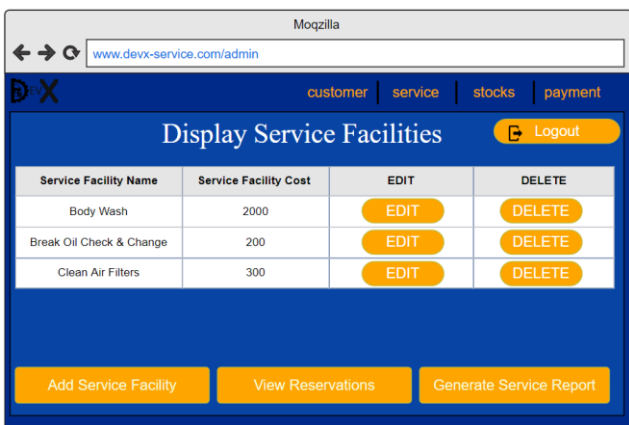 Moqzilla
www.devx-service.com/admin
DevX
customer service stocks payment
Display Service Facilities
Logout
Service Facility Name Service Facility Cost EDIT DELETE
Body Wash 2000 EDIT DELETE
Break Oil Check & Change 200 EDIT DELETE
Clean Air Filters 300 EDIT DELETE
Add Service Facility View Reservations Generate Service Report